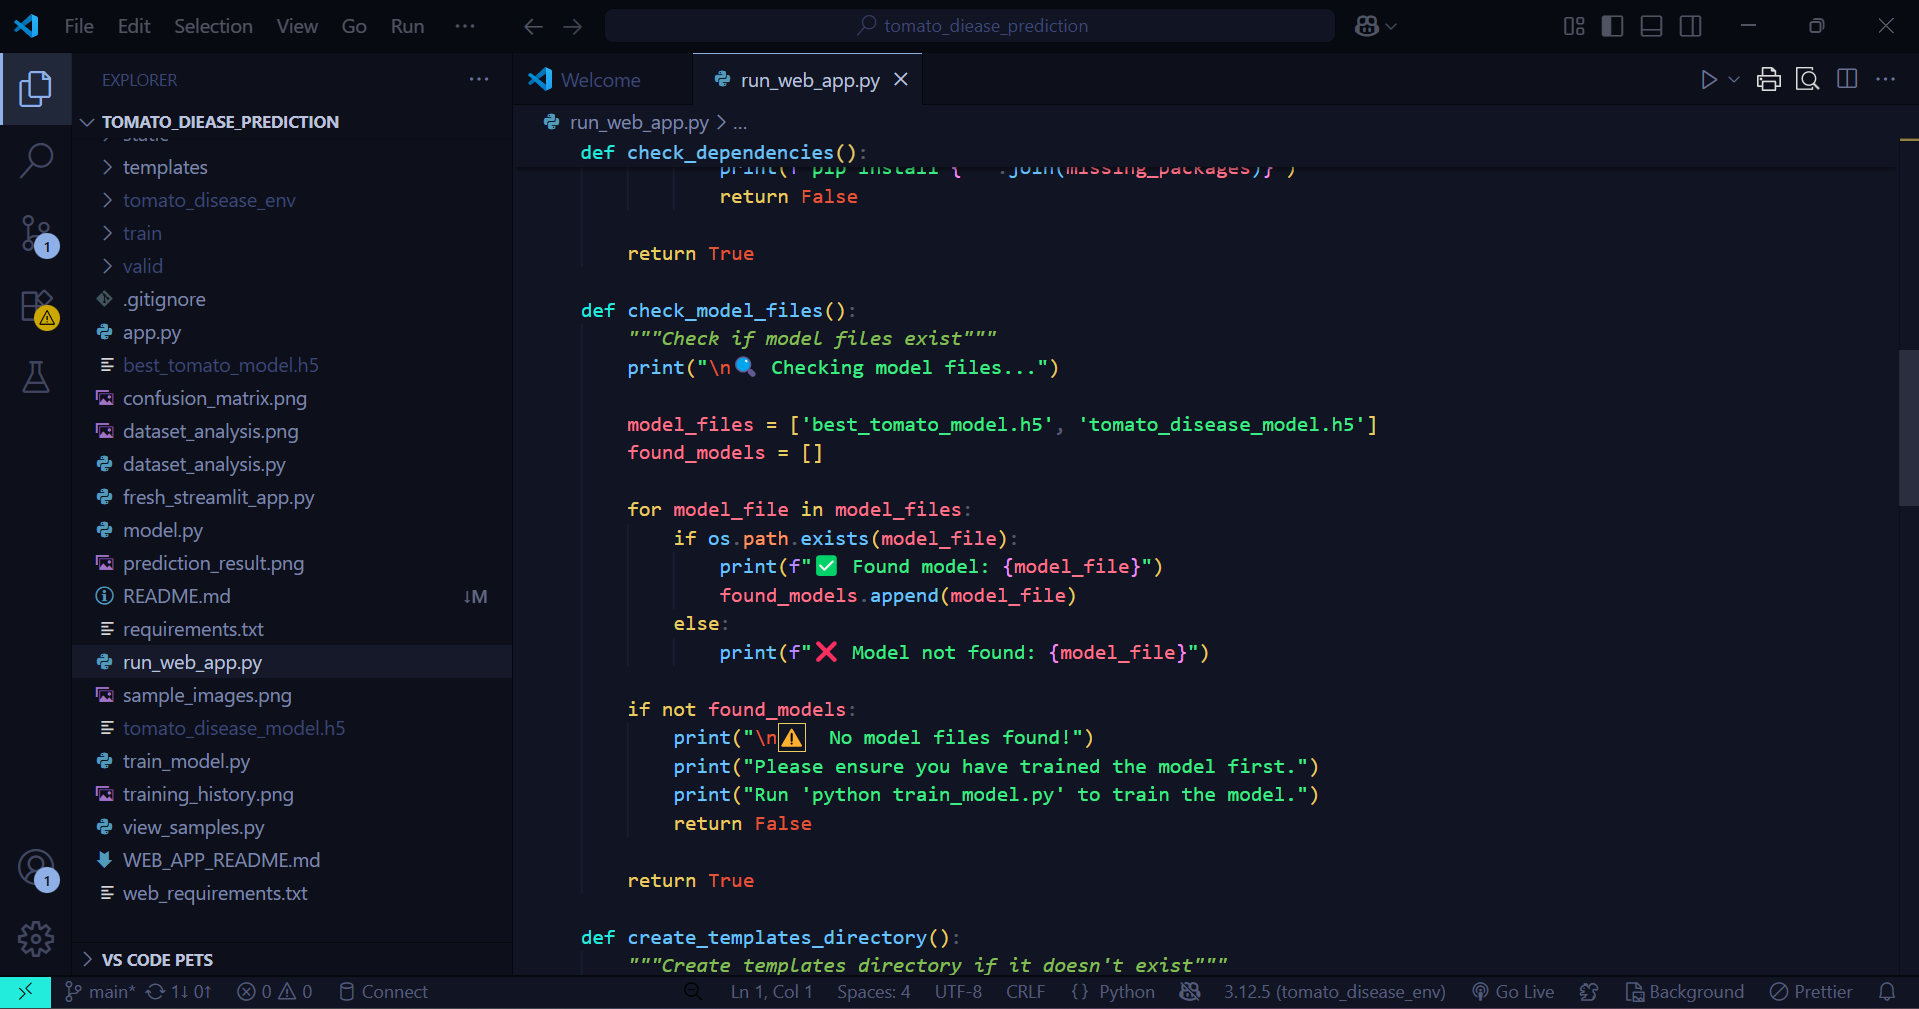 File Edit Selection View Go Run ...
tomato_diease_prediction
EXPLORER
TOMATO_DIEASE_PREDICTION
static
templates
tomato_disease_env
train
valid
.gitignore
app.py
best_tomato_model.h5
confusion_matrix.png
dataset_analysis.png
dataset_analysis.py
fresh_streamlit_app.py
model.py
prediction_result.png
README.md ↓M
requirements.txt
run_web_app.py
sample_images.png
tomato_disease_model.h5
train_model.py
training_history.png
view_samples.py
WEB_APP_README.md
web_requirements.txt
VS CODE PETS
1
1
Welcome
run_web_app.py
run_web_app.py > ...
def check_dependencies():
print(f"pip install {' '.join(missing_packages)}")
return False
return True
def check_model_files():
"""Check if model files exist"""
print("\n🔍 Checking model files...")
model_files = ['best_tomato_model.h5', 'tomato_disease_model.h5']
found_models = []
for model_file in model_files:
if os.path.exists(model_file):
print(f"✅ Found model: {model_file}")
found_models.append(model_file)
else:
print(f"❌ Model not found: {model_file}")
if not found_models:
print("\n⚠️  No model files found!")
print("Please ensure you have trained the model first.")
print("Run 'python train_model.py' to train the model.")
return False
return True
def create_templates_directory():
"""Create templates directory if it doesn't exist"""
main* 1↓ 0↑ 0 0 Connect Ln 1, Col 1 Spaces: 4 UTF-8 CRLF {} Python 3.12.5 (tomato_disease_env) Go Live Background Prettier